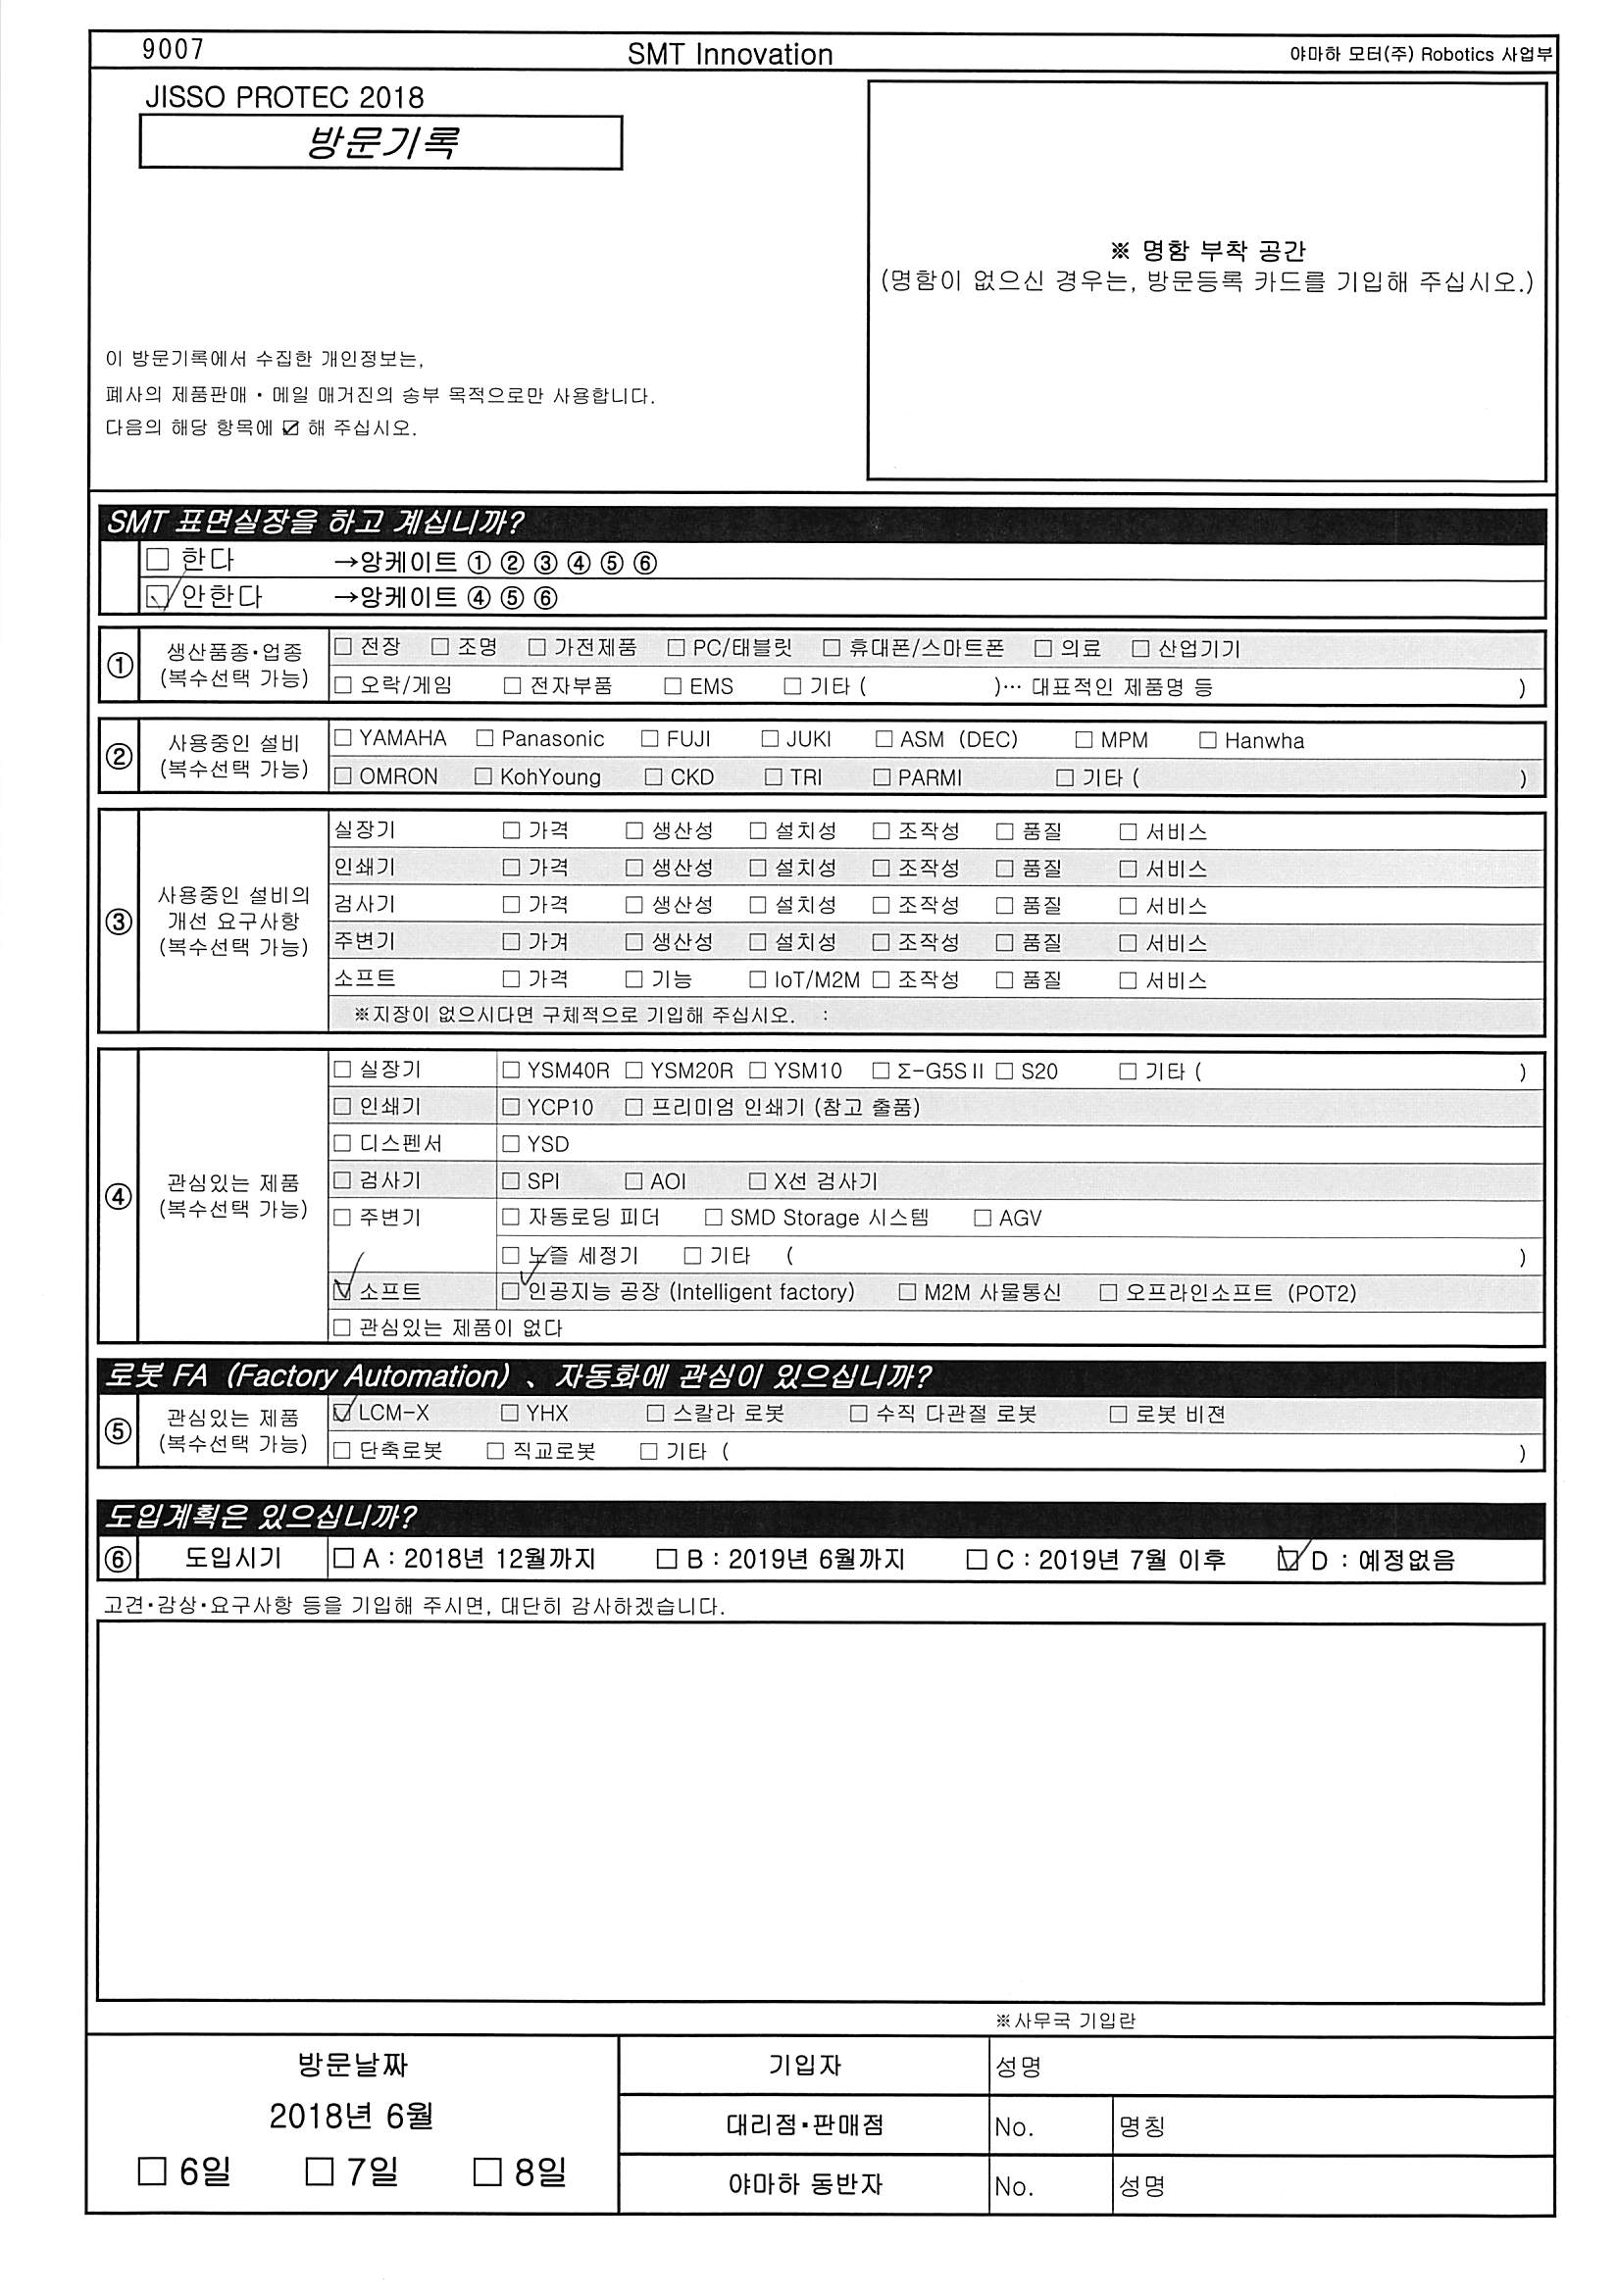 9007 SMT Innovation 야마하 모터(주) Robotics 사업부
JISSO PROTEC 2018
방문기록
※ 명함 부착 공간
(명함이 없으신 경우는, 방문등록 카드를 기입해 주십시오.)
이 방문기록에서 수집한 개인정보는,
폐사의 제품판매・메일 매거진의 송부 목적으로만 사용합니다.
다음의 해당 항목에 ☑ 해 주십시오.
SMT 표면실장을 하고 계십니까?
☐ 한다 →앙케이트 ① ② ③ ④ ⑤ ⑥
☑ 안한다 →앙케이트 ④ ⑤ ⑥
① 생산품종・업종 (복수선택 가능)
☐ 전장 ☐ 조명 ☐ 가전제품 ☐ PC/태블릿 ☐ 휴대폰/스마트폰 ☐ 의료 ☐ 산업기기
☐ 오락/게임 ☐ 전자부품 ☐ EMS ☐ 기타 ( )… 대표적인 제품명 등 )
② 사용중인 설비 (복수선택 가능)
☐ YAMAHA ☐ Panasonic ☐ FUJI ☐ JUKI ☐ ASM (DEC) ☐ MPM ☐ Hanwha
☐ OMRON ☐ KohYoung ☐ CKD ☐ TRI ☐ PARMI ☐ 기타 ( )
③ 사용중인 설비의 개선 요구사항 (복수선택 가능)
실장기 ☐ 가격 ☐ 생산성 ☐ 설치성 ☐ 조작성 ☐ 품질 ☐ 서비스
인쇄기 ☐ 가격 ☐ 생산성 ☐ 설치성 ☐ 조작성 ☐ 품질 ☐ 서비스
검사기 ☐ 가격 ☐ 생산성 ☐ 설치성 ☐ 조작성 ☐ 품질 ☐ 서비스
주변기 ☐ 가겨 ☐ 생산성 ☐ 설치성 ☐ 조작성 ☐ 품질 ☐ 서비스
소프트 ☐ 가격 ☐ 기능 ☐ IoT/M2M ☐ 조작성 ☐ 품질 ☐ 서비스
※지장이 없으시다면 구체적으로 기입해 주십시오. :
④ 관심있는 제품 (복수선택 가능)
☐ 실장기 ☐ YSM40R ☐ YSM20R ☐ YSM10 ☐ Σ-G5SⅡ ☐ S20 ☐ 기타 ( )
☐ 인쇄기 ☐ YCP10 ☐ 프리미엄 인쇄기 (참고 출품)
☐ 디스펜서 ☐ YSD
☐ 검사기 ☐ SPI ☐ AOI ☐ X선 검사기
☐ 주변기 ☐ 자동로딩 피더 ☐ SMD Storage 시스템 ☐ AGV
☐ 노즐 세정기 ☐ 기타 ( )
☑ 소프트 ☑ 인공지능 공장 (Intelligent factory) ☐ M2M 사물통신 ☐ 오프라인소프트 (POT2)
☐ 관심있는 제품이 없다
로봇 FA (Factory Automation) 、자동화에 관심이 있으십니까?
⑤ 관심있는 제품 (복수선택 가능)
☑ LCM-X ☐ YHX ☐ 스칼라 로봇 ☐ 수직 다관절 로봇 ☐ 로봇 비젼
☐ 단축로봇 ☐ 직교로봇 ☐ 기타 ( )
도입계획은 있으십니까?
⑥ 도입시기 ☐ A : 2018년 12월까지 ☐ B : 2019년 6월까지 ☐ C : 2019년 7월 이후 ☑ D : 예정없음
고견・감상・요구사항 등을 기입해 주시면, 대단히 감사하겠습니다.
※사무국 기입란
방문날짜
2018년 6월
☐ 6일 ☐ 7일 ☐ 8일
기입자 성명
대리점・판매점 No. 명칭
야마하 동반자 No. 성명